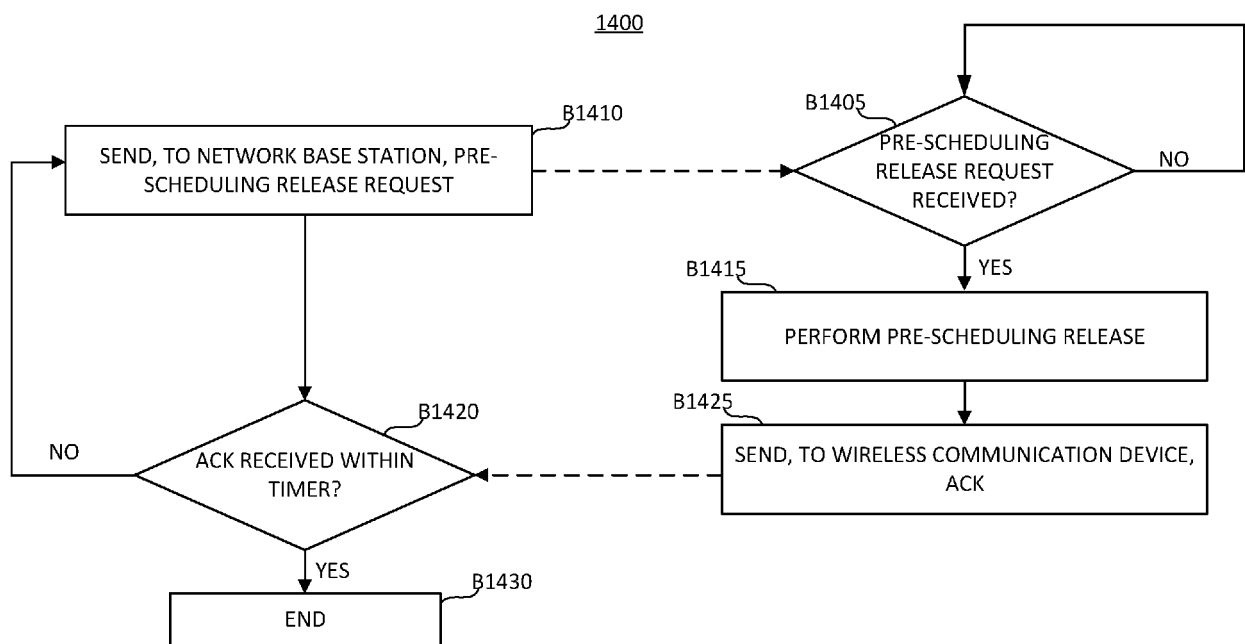 1400
B1410
SEND, TO NETWORK BASE STATION, PRE-
SCHEDULING RELEASE REQUEST
B1405
PRE-SCHEDULING
RELEASE REQUEST
RECEIVED?
NO
YES
B1415
PERFORM PRE-SCHEDULING RELEASE
B1425
SEND, TO WIRELESS COMMUNICATION DEVICE,
ACK
B1420
ACK RECEIVED WITHIN
TIMER?
NO
YES
B1430
END